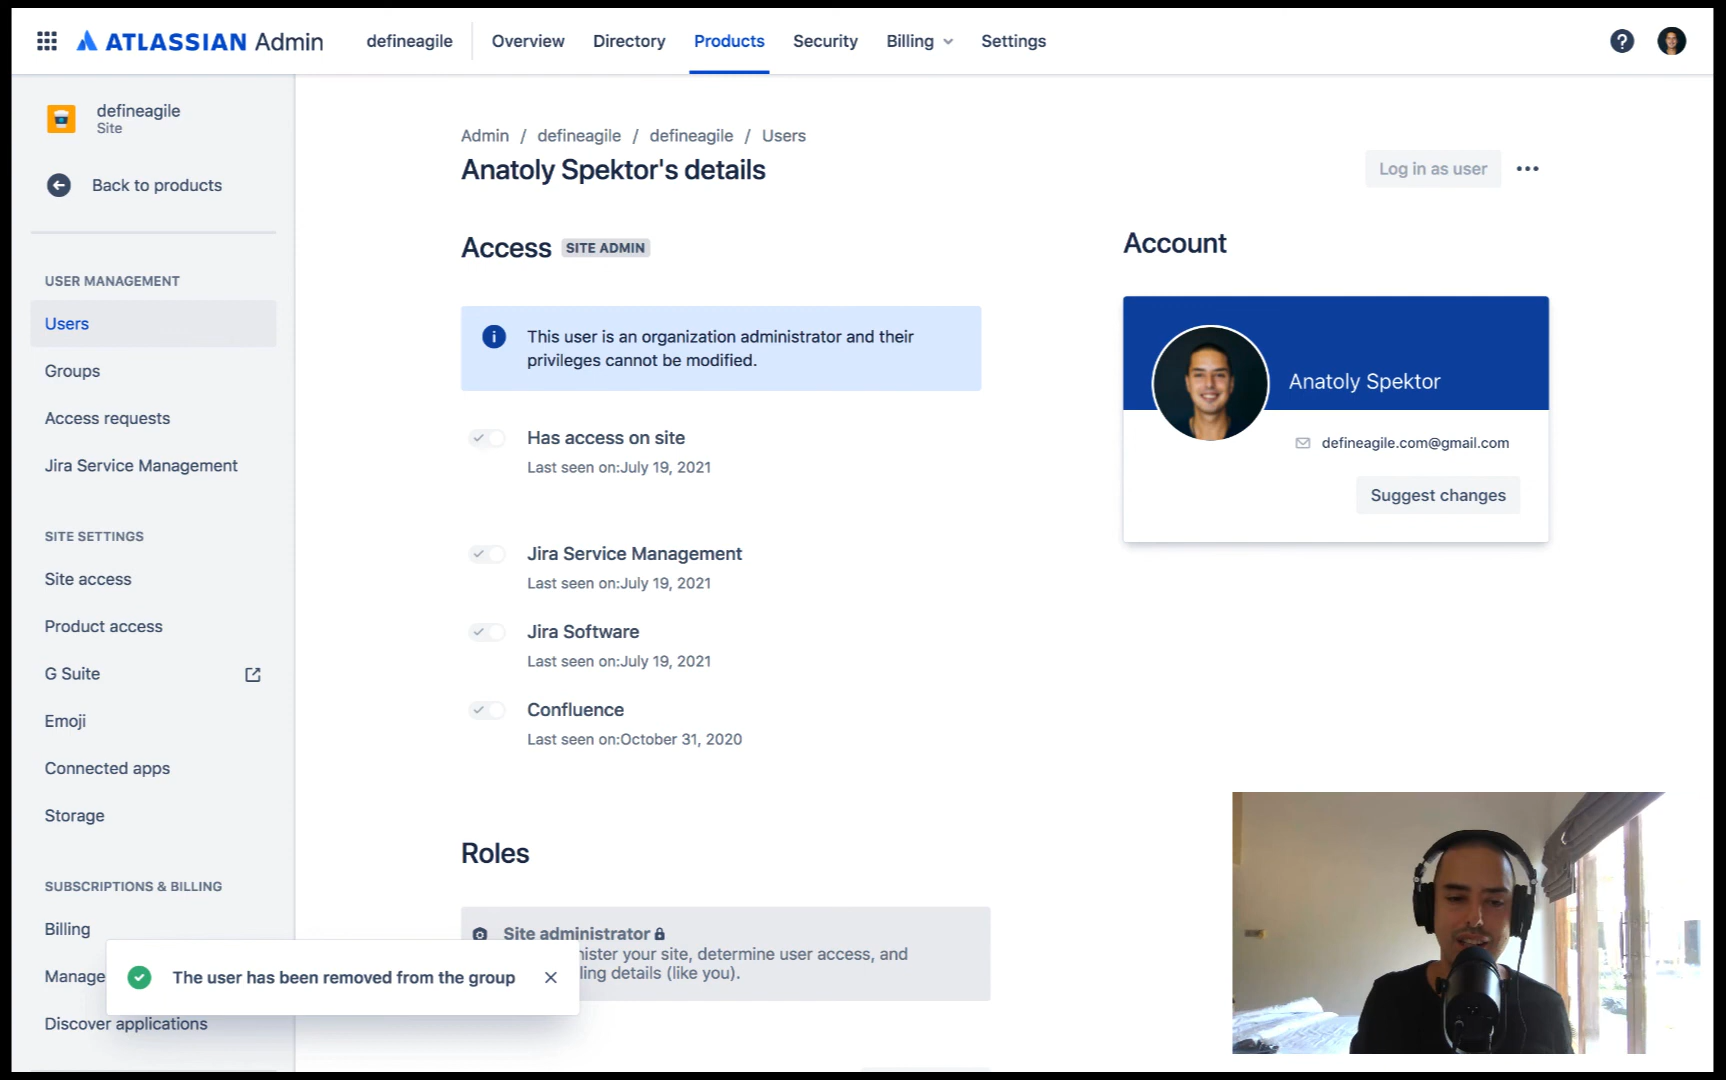 ATLASSIAN Admin
defineagile
Overview
Directory
Products
Security
Billing
Settings
defineagile
Site
Back to products
USER MANAGEMENT
Users
Groups
Access requests
Jira Service Management
SITE SETTINGS
Site access
Product access
G Suite
Emoji
Connected apps
Storage
SUBSCRIPTIONS & BILLING
Billing
Manage
Discover applications
Admin / defineagile / defineagile / Users
Anatoly Spektor's details
Log in as user
Access SITE ADMIN
This user is an organization administrator and their
privileges cannot be modified.
Has access on site
Last seen on:July 19, 2021
Jira Service Management
Last seen on:July 19, 2021
Jira Software
Last seen on:July 19, 2021
Confluence
Last seen on:October 31, 2020
Roles
Site administrator
your site, determine user access, and
details (like you).
The user has been removed from the group
Account
Anatoly Spektor
defineagile.com@gmail.com
Suggest changes